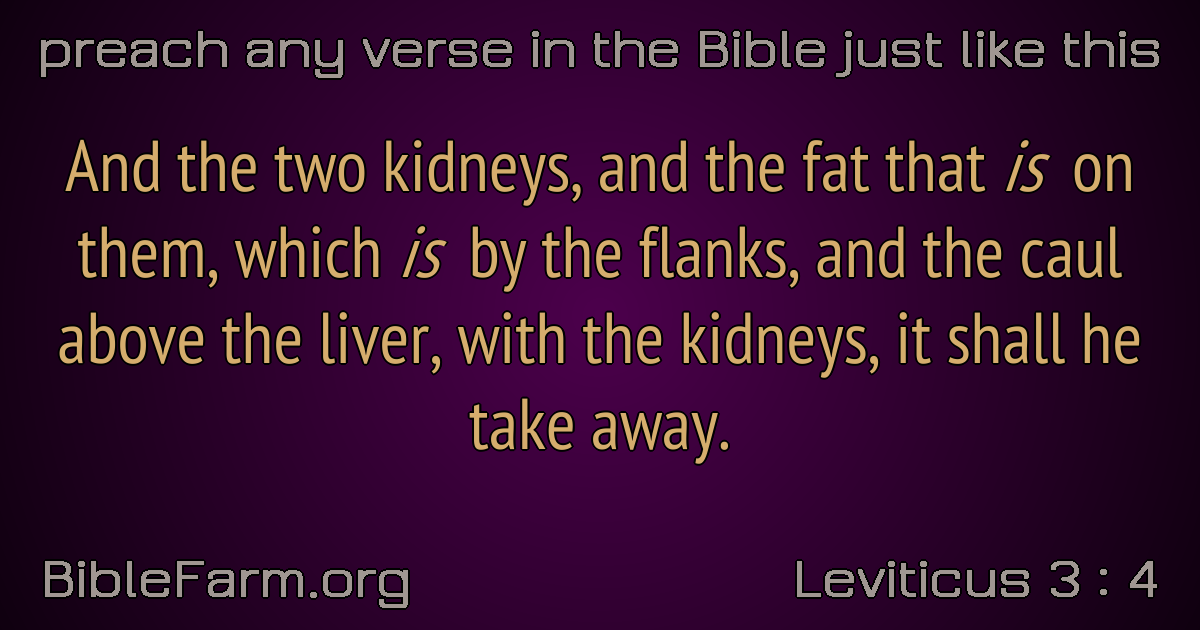 preach any verse in the Bible just like this
And the two kidneys, and the fat that is on
them, which is by the flanks, and the caul
above the liver, with the kidneys, it shall he
take away.
BibleFarm.org
Leviticus 3 : 4